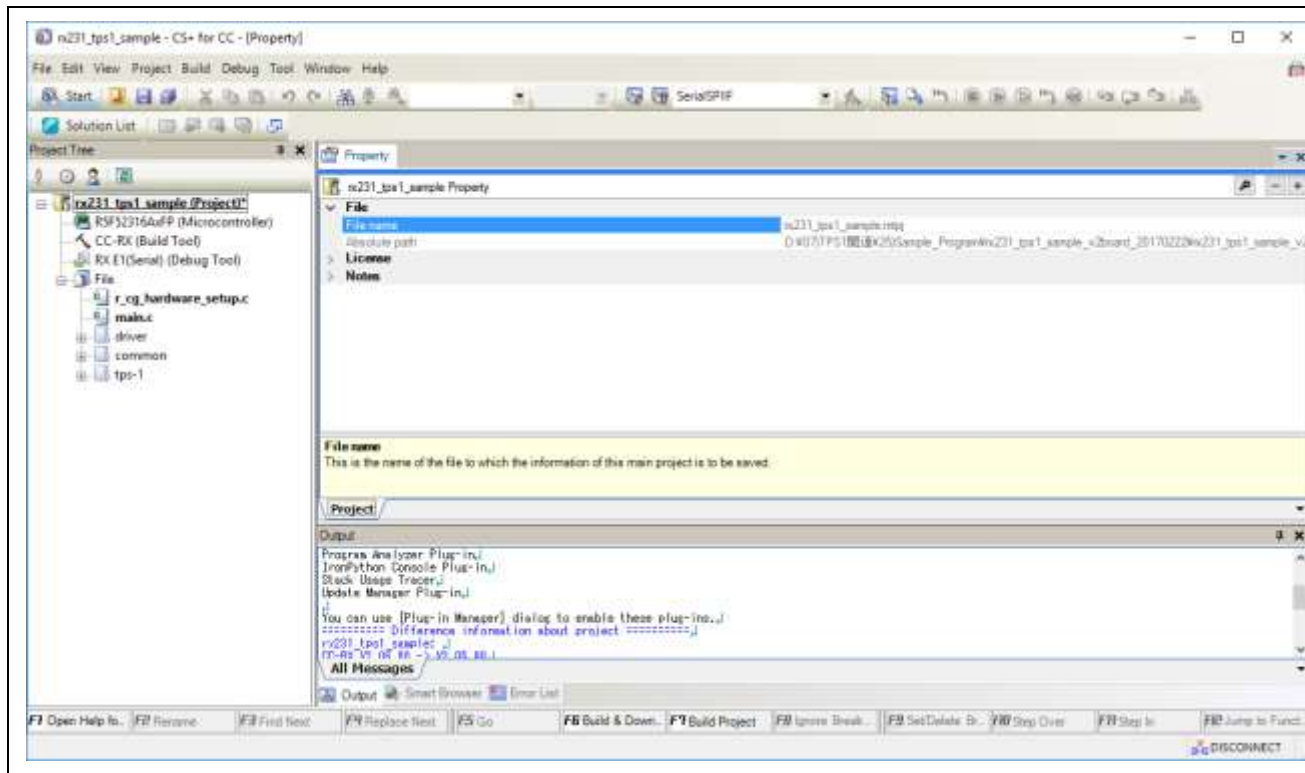 rx231_tps1_sample - CS+ for CC - [Property]
File Edit View Project Build Debug Tool Window Help
Start SerialSPIF
Solution List
Project Tree
Property
rx231_tps1_sample (Project)*
R5F52316AxFP (Microcontroller)
CC-RX (Build Tool)
RX E1(Serial) (Debug Tool)
File
r_cg_hardware_setup.c
main.c
driver
common
tps-1
rx231_tps1_sample Property
File
File name rx231_tps1_sample.mtpj
Absolute path
License
Notes
File name
This is the name of the file to which the information of this main project is to be saved.
Project
Output
Program Analyzer Plug-in,
IronPython Console Plug-in,
Stack Usage Tracer,
Update Manager Plug-in,
You can use [Plug-in Manager] dialog to enable these plug-ins.
========== Difference information about project ==========
rx231_tps1_sample:
All Messages
Output Smart Browser Error List
F1 Open Help fo.. F2 Rename F3 Find Next F4 Replace Next F5 Go F6 Build & Down.. F7 Build Project F8 Ignore Break.. F9 Set/Delete Br.. F10 Step Over F11 Step In F12 Jump to Funct..
DISCONNECT